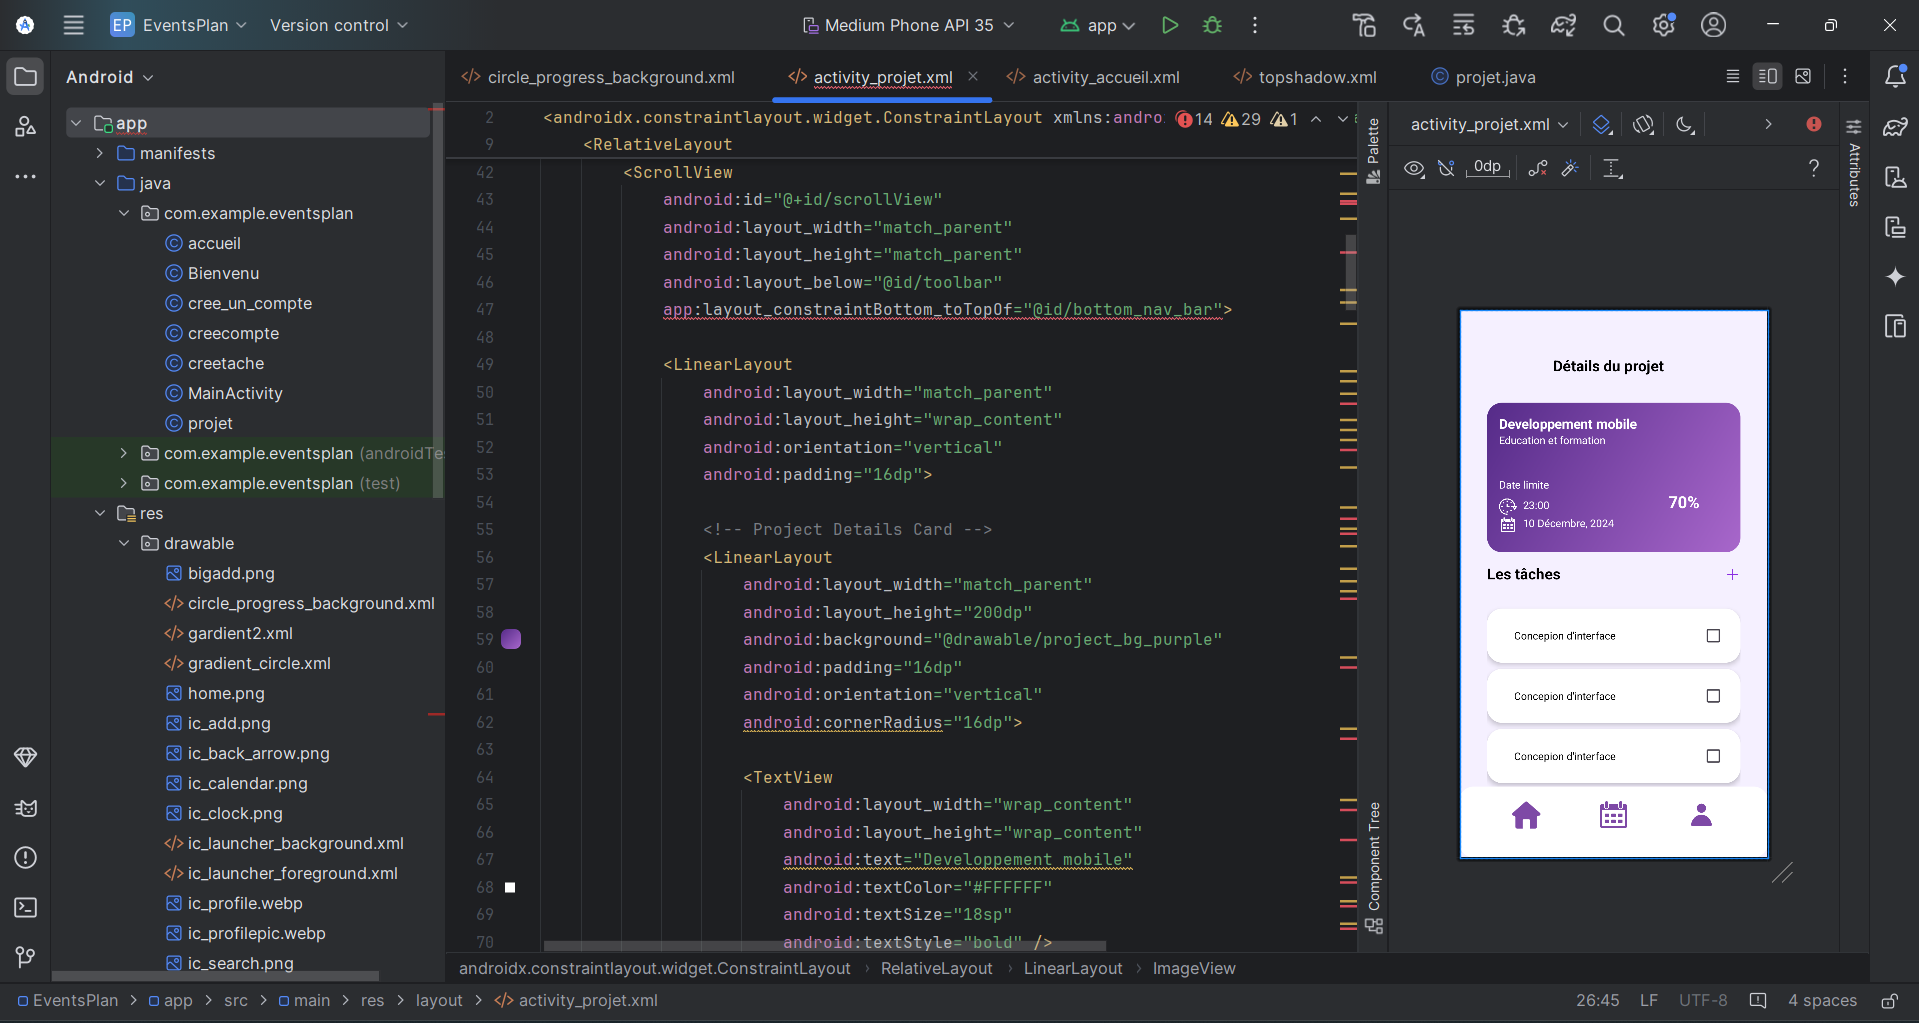 EP EventsPlan Version control Medium Phone API 35 app
Android
app
manifests
java
com.example.eventsplan
accueil
Bienvenu
cree_un_compte
creecompte
creetache
MainActivity
projet
com.example.eventsplan (androidTe
com.example.eventsplan (test)
res
drawable
bigadd.png
circle_progress_background.xml
gardient2.xml
gradient_circle.xml
home.png
ic_add.png
ic_back_arrow.png
ic_calendar.png
ic_clock.png
ic_launcher_background.xml
ic_launcher_foreground.xml
ic_profile.webp
ic_profilepic.webp
ic_search.png
circle_progress_background.xml activity_projet.xml activity_accueil.xml topshadow.xml projet.java
2 <androidx.constraintlayout.widget.ConstraintLayout xmlns:andro 14 29 1
9 <RelativeLayout
42 <ScrollView
43 android:id="@+id/scrollView"
44 android:layout_width="match_parent"
45 android:layout_height="match_parent"
46 android:layout_below="@id/toolbar"
47 app:layout_constraintBottom_toTopOf="@id/bottom_nav_bar">
48
49 <LinearLayout
50 android:layout_width="match_parent"
51 android:layout_height="wrap_content"
52 android:orientation="vertical"
53 android:padding="16dp">
54
55 <!-- Project Details Card -->
56 <LinearLayout
57 android:layout_width="match_parent"
58 android:layout_height="200dp"
59 android:background="@drawable/project_bg_purple"
60 android:padding="16dp"
61 android:orientation="vertical"
62 android:cornerRadius="16dp">
63
64 <TextView
65 android:layout_width="wrap_content"
66 android:layout_height="wrap_content"
67 android:text="Developpement mobile"
68 android:textColor="#FFFFFF"
69 android:textSize="18sp"
70 android:textStyle="bold" />
androidx.constraintlayout.widget.ConstraintLayout RelativeLayout LinearLayout ImageView
Palette
Component Tree
activity_projet.xml
0dp
?
Attributes
Détails du projet
Developpement mobile
Education et formation
Date limite
23:00
70%
10 Décembre, 2024
Les tâches +
Concepion d'interface
Concepion d'interface
Concepion d'interface
EventsPlan app src main res layout activity_projet.xml
26:45 LF UTF-8 4 spaces